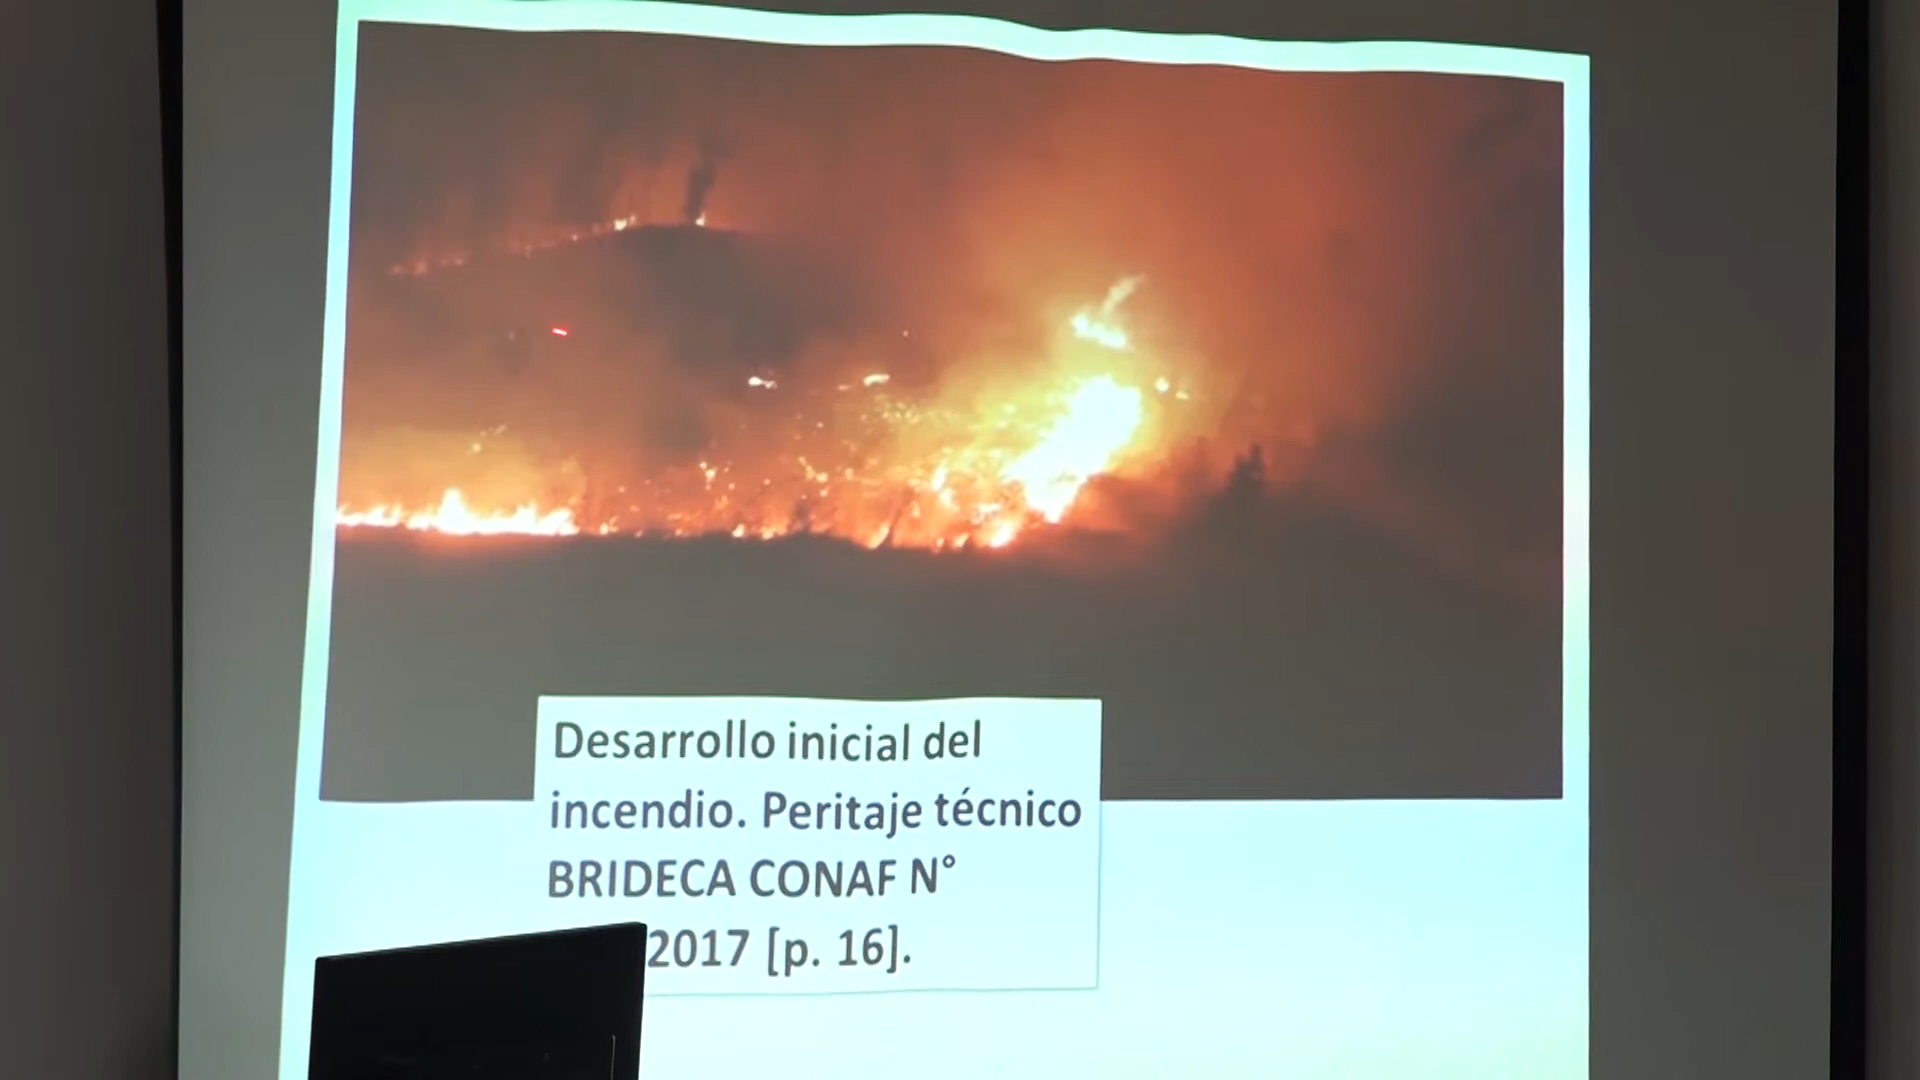 Desarrollo inicial del
incendio. Peritaje técnico
BRIDECA CONAF N°
2017 [p. 16].